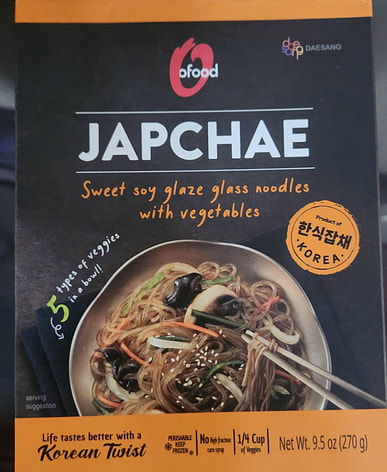 ofood
daesang DAESANG
JAPCHAE
Sweet soy glaze glass noodles
with vegetables
Product of
한식잡채
KOREA
5 types of veggies
in a bowl!
serving
suggestion
Life tastes better with a
Korean Twist
PERISHABLE
KEEP
FROZEN
No High fructose
corn syrup
1/4 Cup
of Veggies
Net Wt. 9.5 oz (270 g)